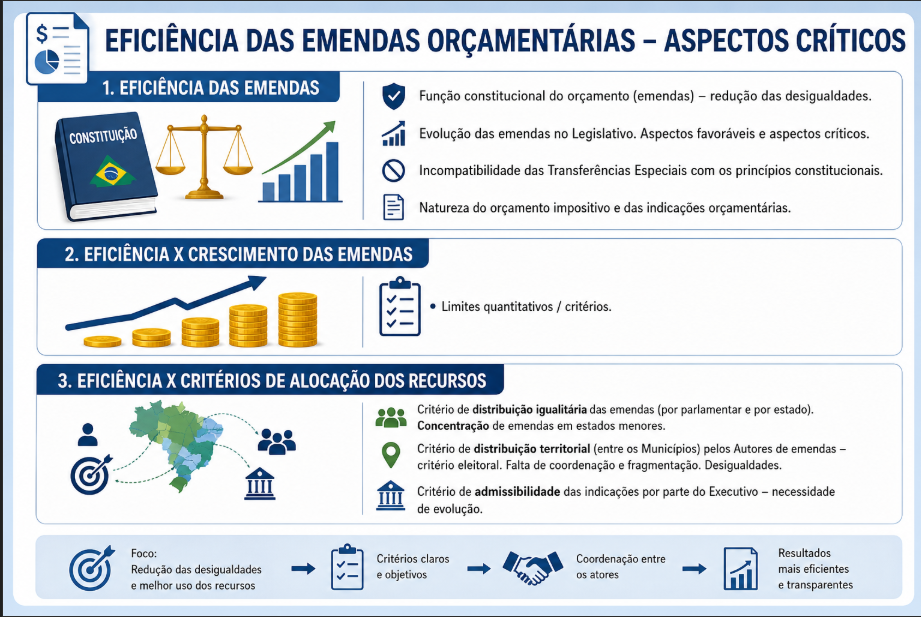 $
EFICIÊNCIA DAS EMENDAS ORÇAMENTÁRIAS – ASPECTOS CRÍTICOS
1. EFICIÊNCIA DAS EMENDAS
CONSTITUIÇÃO
Função constitucional do orçamento (emendas) – redução das desigualdades.
Evolução das emendas no Legislativo. Aspectos favoráveis e aspectos críticos.
Incompatibilidade das Transferências Especiais com os princípios constitucionais.
Natureza do orçamento impositivo e das indicações orçamentárias.
2. EFICIÊNCIA X CRESCIMENTO DAS EMENDAS
• Limites quantitativos / critérios.
3. EFICIÊNCIA X CRITÉRIOS DE ALOCAÇÃO DOS RECURSOS
Critério de distribuição igualitária das emendas (por parlamentar e por estado).
Concentração de emendas em estados menores.
Critério de distribuição territorial (entre os Municípios) pelos Autores de emendas –
critério eleitoral. Falta de coordenação e fragmentação. Desigualdades.
Critério de admissibilidade das indicações por parte do Executivo – necessidade
de evolução.
Foco:
Redução das desigualdades
e melhor uso dos recursos
Critérios claros
e objetivos
Coordenação entre
os atores
Resultados
mais eficientes
e transparentes